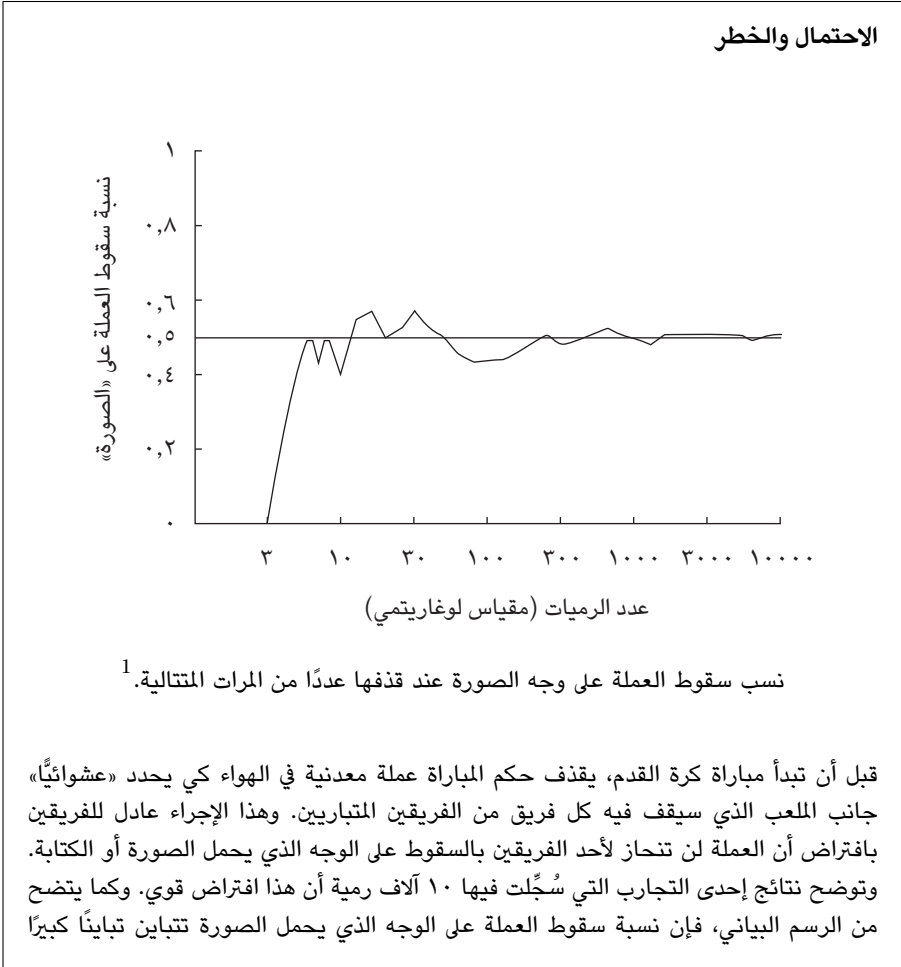 الاحتمال والخطر
١
٠,٨
٠,٦
٠,٥
٠,٤
٠,٢
٠
نسبة سقوط العملة على «الصورة»
٣ ١٠ ٣٠ ١٠٠ ٣٠٠ ١٠٠٠ ٣٠٠٠ ١٠٠٠٠
عدد الرميات (مقياس لوغاريتمي)
نسب سقوط العملة على وجه الصورة عند قذفها عددًا من المرات المتتالية.1
قبل أن تبدأ مباراة كرة القدم، يقذف حكم المباراة عملة معدنية في الهواء كي يحدد «عشوائيًّا»
جانب الملعب الذي سيقف فيه كل فريق من الفريقين المتباريين. وهذا الإجراء عادل للفريقين
بافتراض أن العملة لن تنحاز لأحد الفريقين بالسقوط على الوجه الذي يحمل الصورة أو الكتابة.
وتوضح نتائج إحدى التجارب التي سُجِّلت فيها ١٠ آلاف رمية أن هذا افتراض قوي. وكما يتضح
من الرسم البياني، فإن نسبة سقوط العملة على الوجه الذي يحمل الصورة تتباين تباينًا كبيرًا